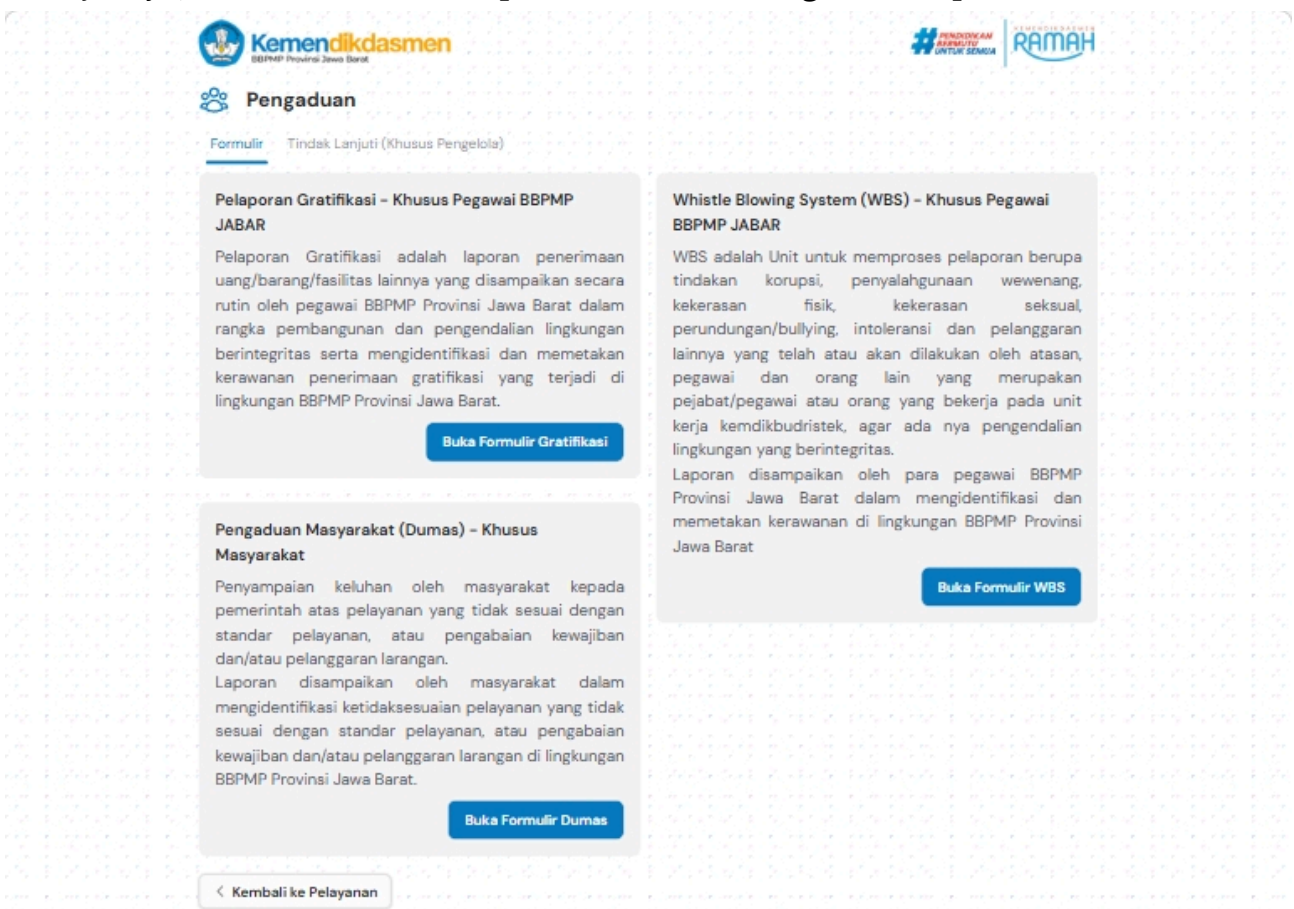 Kemendikdasmen
BBPMP Provinsi Jawa Barat
# PENDIDIKAN
BERMUTU
UNTUK SEMUA
KEMENDIKDASMEN
RAMAH
Pengaduan
Formulir
Tindak Lanjuti (Khusus Pengelola)
Pelaporan Gratifikasi - Khusus Pegawai BBPMP
JABAR
Pelaporan Gratifikasi adalah laporan penerimaan
uang/barang/fasilitas lainnya yang disampaikan secara
rutin oleh pegawai BBPMP Provinsi Jawa Barat dalam
rangka pembangunan dan pengendalian lingkungan
berintegritas serta mengidentifikasi dan memetakan
kerawanan penerimaan gratifikasi yang terjadi di
lingkungan BBPMP Provinsi Jawa Barat.
Buka Formulir Gratifikasi
Whistle Blowing System (WBS) - Khusus Pegawai
BBPMP JABAR
WBS adalah Unit untuk memproses pelaporan berupa
tindakan korupsi, penyalahgunaan wewenang,
kekerasan fisik, kekerasan seksual,
perundungan/bullying, intoleransi dan pelanggaran
lainnya yang telah atau akan dilakukan oleh atasan,
pegawai dan orang lain yang merupakan
pejabat/pegawai atau orang yang bekerja pada unit
kerja kemdikbudristek, agar ada nya pengendalian
lingkungan yang berintegritas.
Laporan disampaikan oleh para pegawai BBPMP
Provinsi Jawa Barat dalam mengidentifikasi dan
memetakan kerawanan di lingkungan BBPMP Provinsi
Jawa Barat
Buka Formulir WBS
Pengaduan Masyarakat (Dumas) - Khusus
Masyarakat
Penyampaian keluhan oleh masyarakat kepada
pemerintah atas pelayanan yang tidak sesuai dengan
standar pelayanan, atau pengabaian kewajiban
dan/atau pelanggaran larangan.
Laporan disampaikan oleh masyarakat dalam
mengidentifikasi ketidaksesuaian pelayanan yang tidak
sesuai dengan standar pelayanan, atau pengabaian
kewajiban dan/atau pelanggaran larangan di lingkungan
BBPMP Provinsi Jawa Barat.
Buka Formulir Dumas
< Kembali ke Pelayanan